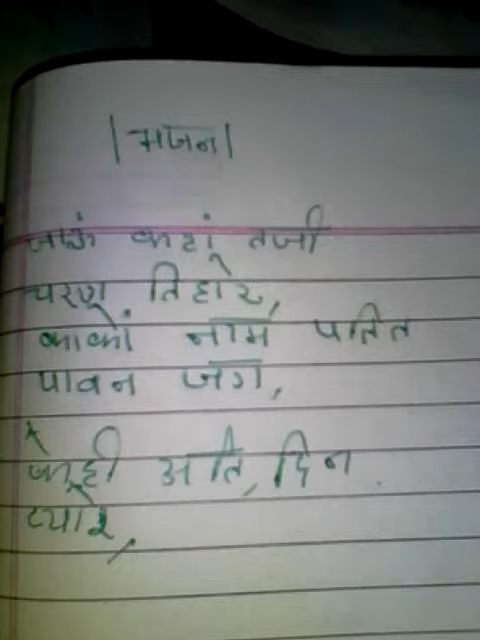 ।भजन।
जाऊं कहां तजी
चरण तिहारे,
काकों नाम पतित
पावन जग,
केही अति, दिन
प्यारे,